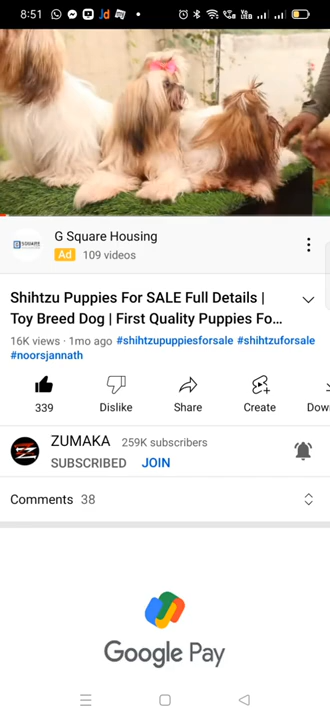 8:51
G Square Housing
Ad 109 videos
Shihtzu Puppies For SALE Full Details |
Toy Breed Dog | First Quality Puppies Fo...
16K views · 1mo ago #shihtzupuppiesforsale #shihtzuforsale
#noorsjannath
339 Dislike Share Create Dow
ZUMAKA 259K subscribers
SUBSCRIBED JOIN
Comments 38
Google Pay